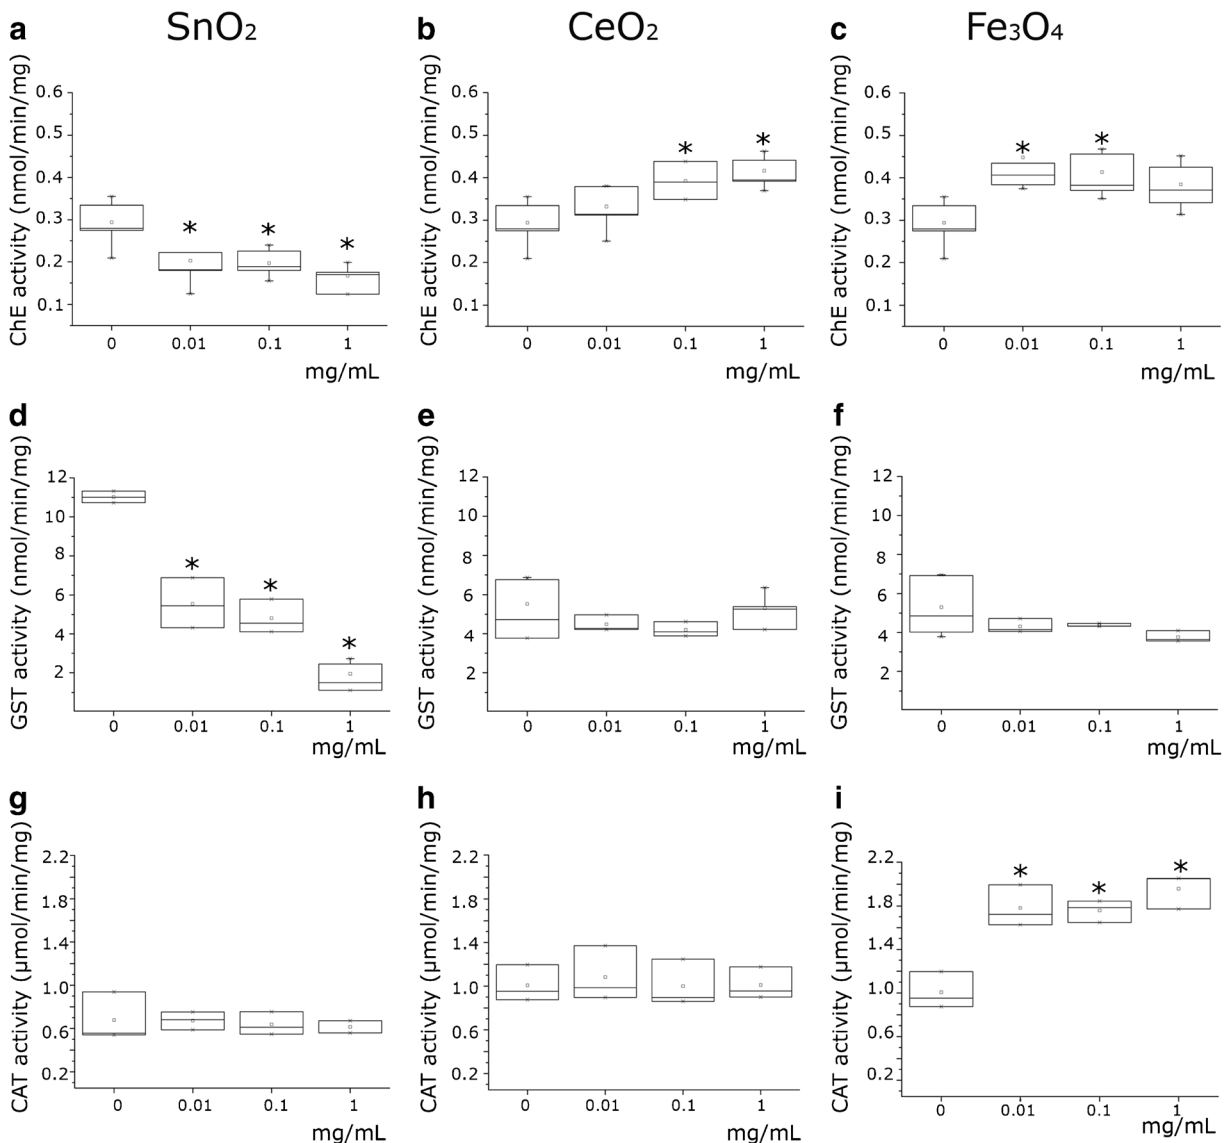 a SnO2 b CeO2 c Fe3O4
ChE activity (nmol/min/mg)
0.6
0.5
0.4
0.3
0.2
0.1
0 0.01 0.1 1
mg/mL
* * *
ChE activity (nmol/min/mg)
0.6
0.5
0.4
0.3
0.2
0.1
0 0.01 0.1 1
mg/mL
* *
ChE activity (nmol/min/mg)
0.6
0.5
0.4
0.3
0.2
0.1
0 0.01 0.1 1
mg/mL
* *
d
GST activity (nmol/min/mg)
12
10
8
6
4
2
0 0.01 0.1 1
mg/mL
* * *
e
GST activity (nmol/min/mg)
12
10
8
6
4
2
0 0.01 0.1 1
mg/mL
f
GST activity (nmol/min/mg)
12
10
8
6
4
2
0 0.01 0.1 1
mg/mL
g
CAT activity (µmol/min/mg)
2.2
1.8
1.4
1.0
0.6
0.2
0 0.01 0.1 1
mg/mL
h
CAT activity (µmol/min/mg)
2.2
1.8
1.4
1.0
0.6
0.2
0 0.01 0.1 1
mg/mL
i
CAT activity (µmol/min/mg)
2.2
1.8
1.4
1.0
0.6
0.2
0 0.01 0.1 1
mg/mL
* * *